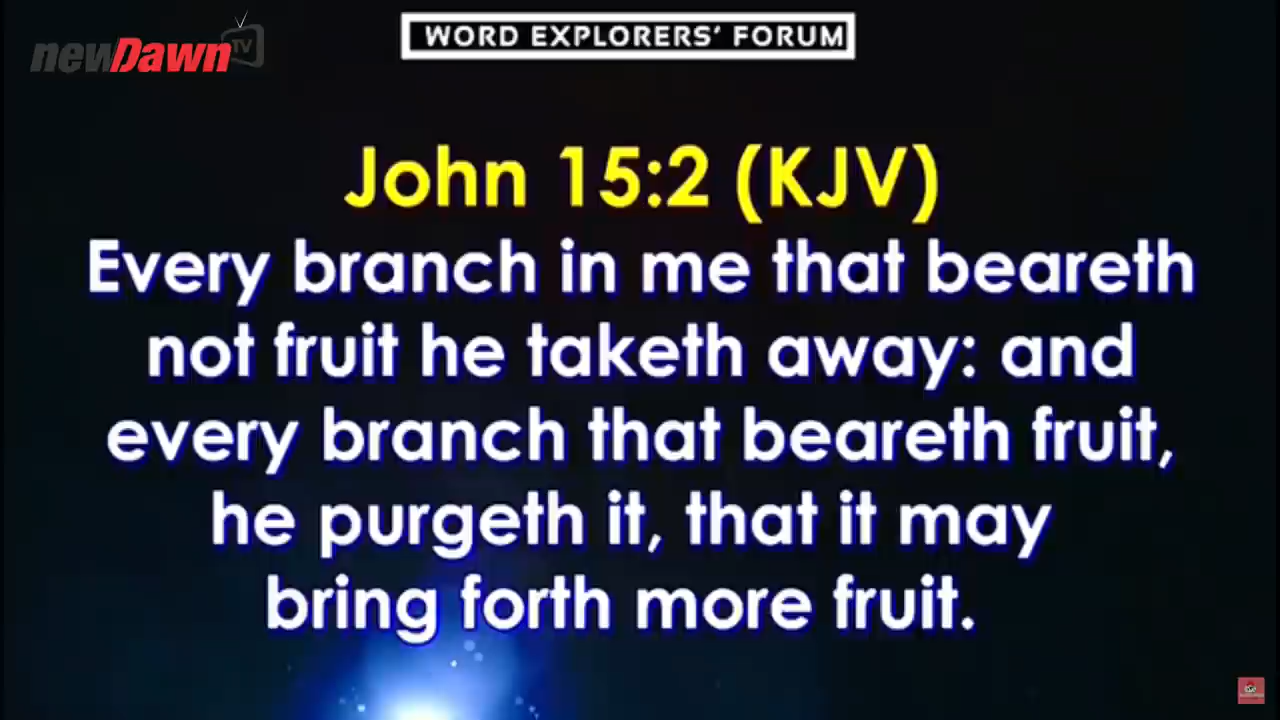 newDawn TV
WORD EXPLORERS' FORUM
John 15:2 (KJV)
Every branch in me that beareth
not fruit he taketh away: and
every branch that beareth fruit,
he purgeth it, that it may
bring forth more fruit.